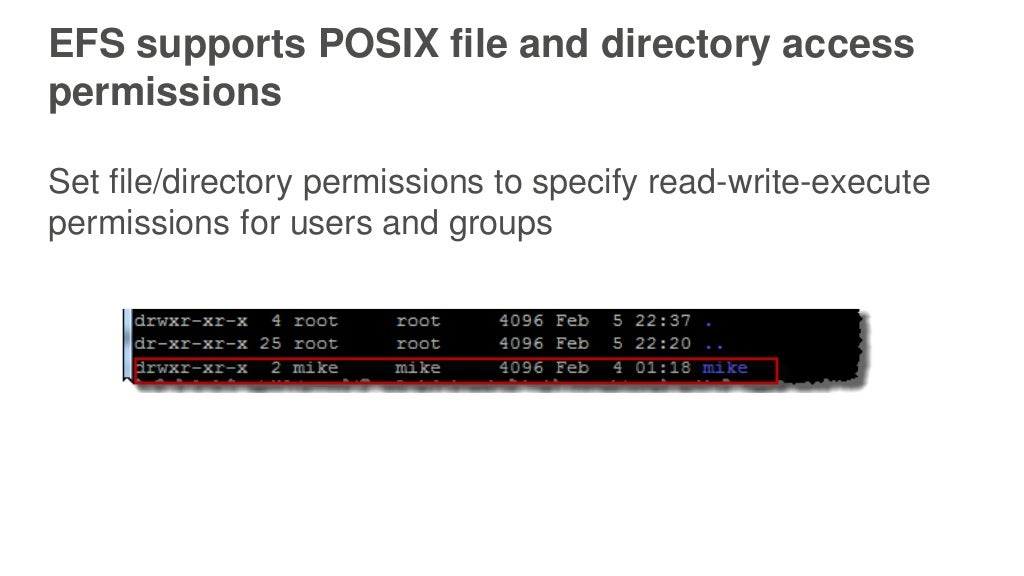 EFS supports POSIX file and directory access
permissions
Set file/directory permissions to specify read-write-execute
permissions for users and groups
drwxr-xr-x 4 root root 4096 Feb 5 22:37 .
dr-xr-xr-x 25 root root 4096 Feb 5 22:20 ..
drwxr-xr-x 2 mike mike 4096 Feb 4 01:18 mike